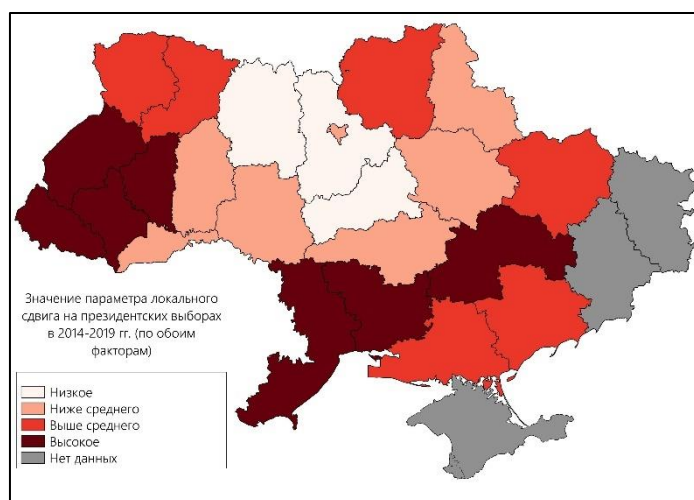 Значение параметра локального
сдвига на президентских выборах
в 2014-2019 гг. (по обоим
факторам)
Низкое
Ниже среднего
Выше среднего
Высокое
Нет данных